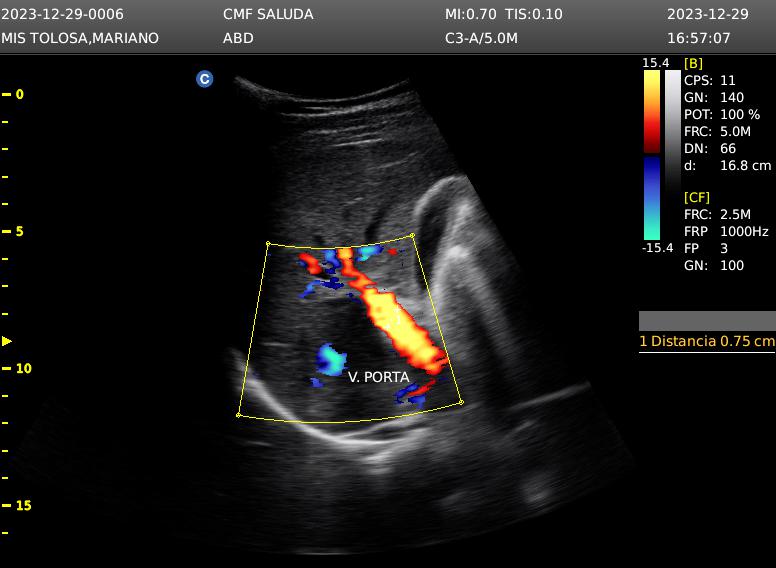 2023-12-29-0006 CMF SALUDA MI:0.70 TIS:0.10 2023-12-29
MIS TOLOSA,MARIANO ABD C3-A/5.0M 16:57:07
C
15.4 [B]
CPS: 11
GN: 140
POT: 100 %
FRC: 5.0M
DN: 66
d: 16.8 cm
[CF]
FRC: 2.5M
FRP 1000Hz
FP 3
GN: 100
-15.4
0
5
10
15
V. PORTA
1 Distancia 0.75 cm